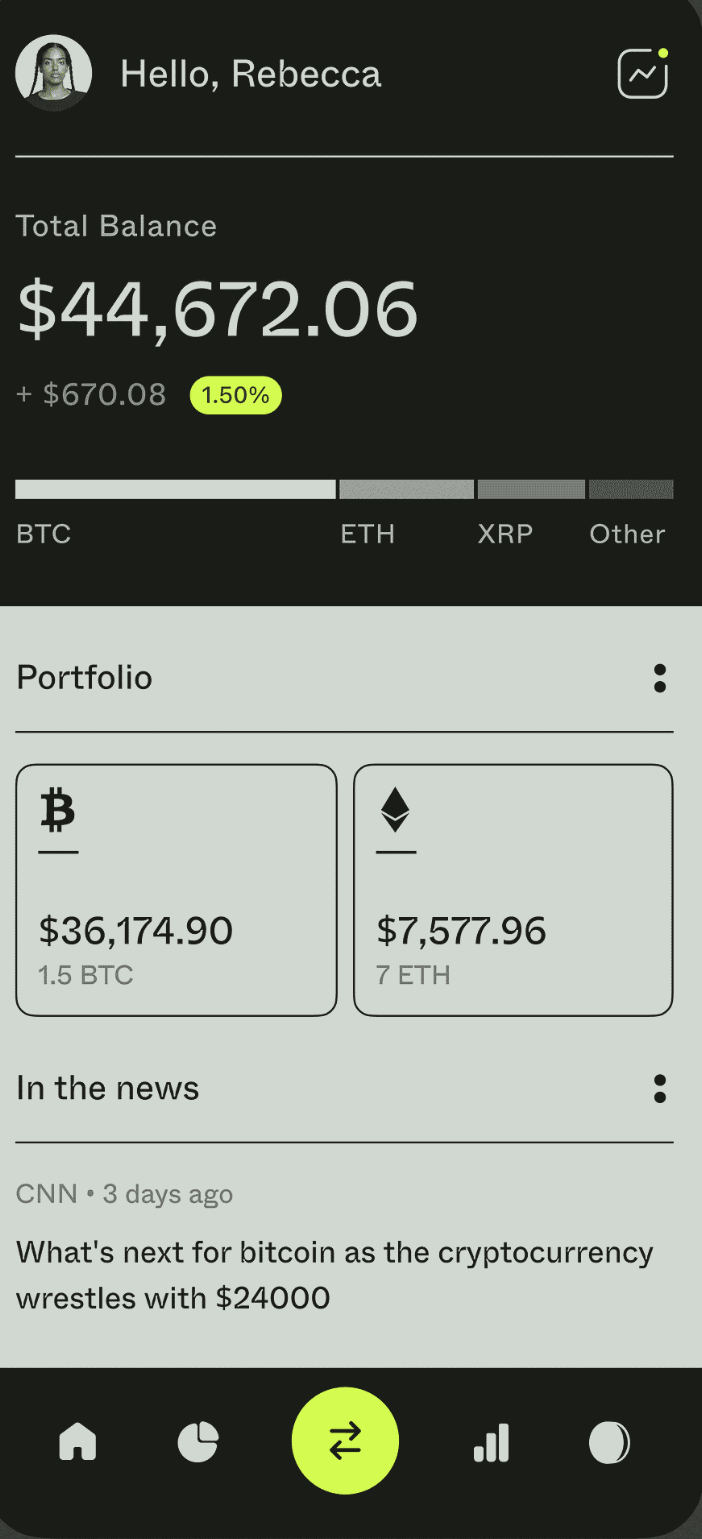 Hello, Rebecca
Total Balance
$44,672.06
+ $670.08 1.50%
BTC ETH XRP Other
Portfolio
$36,174.90 $7,577.96
1.5 BTC 7 ETH
In the news
CNN • 3 days ago
What's next for bitcoin as the cryptocurrency
wrestles with $24000